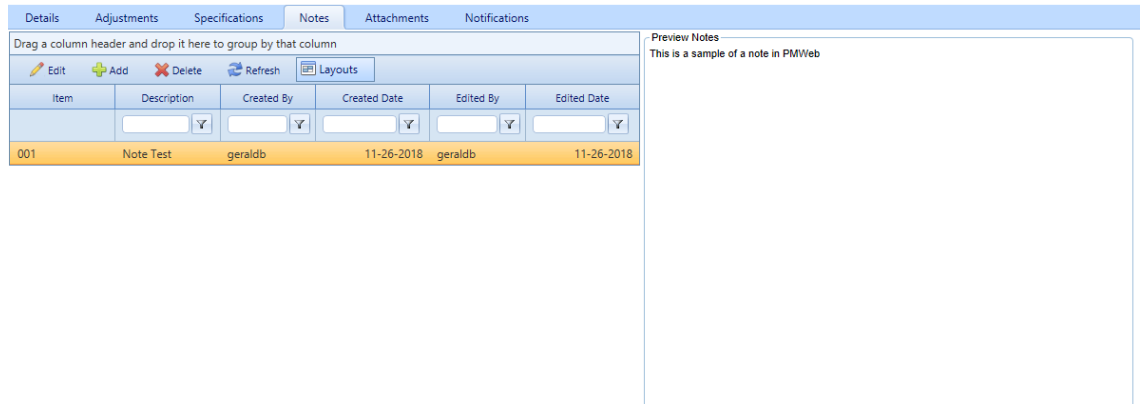 Details Adjustments Specifications Notes Attachments Notifications
Drag a column header and drop it here to group by that column
Edit Add Delete Refresh Layouts
Item Description Created By Created Date Edited By Edited Date
001 Note Test geraldb 11-26-2018 geraldb 11-26-2018
Preview Notes
This is a sample of a note in PMWeb